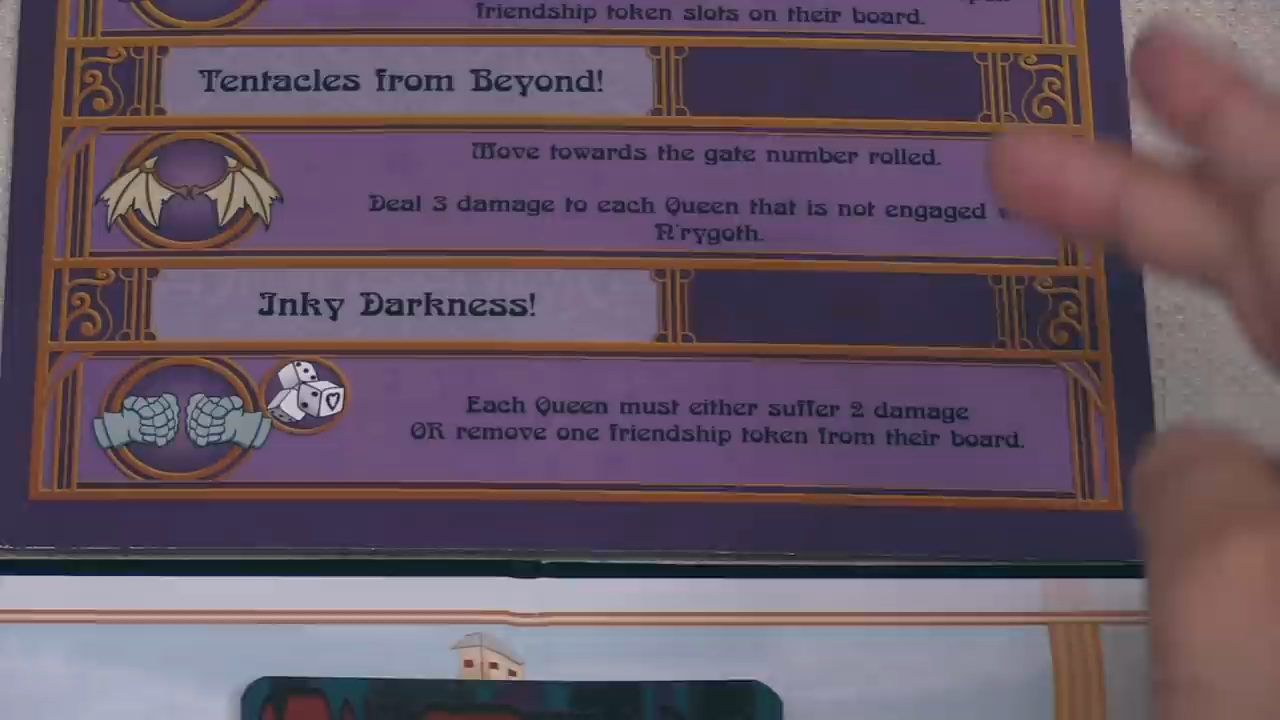 friendship token slots on their board.
Tentacles from Beyond!
Move towards the gate number rolled.
Deal 3 damage to each Queen that is not engaged
N'rygoth.
Inky Darkness!
Each Queen must either suffer 2 damage
OR remove one friendship token from their board.